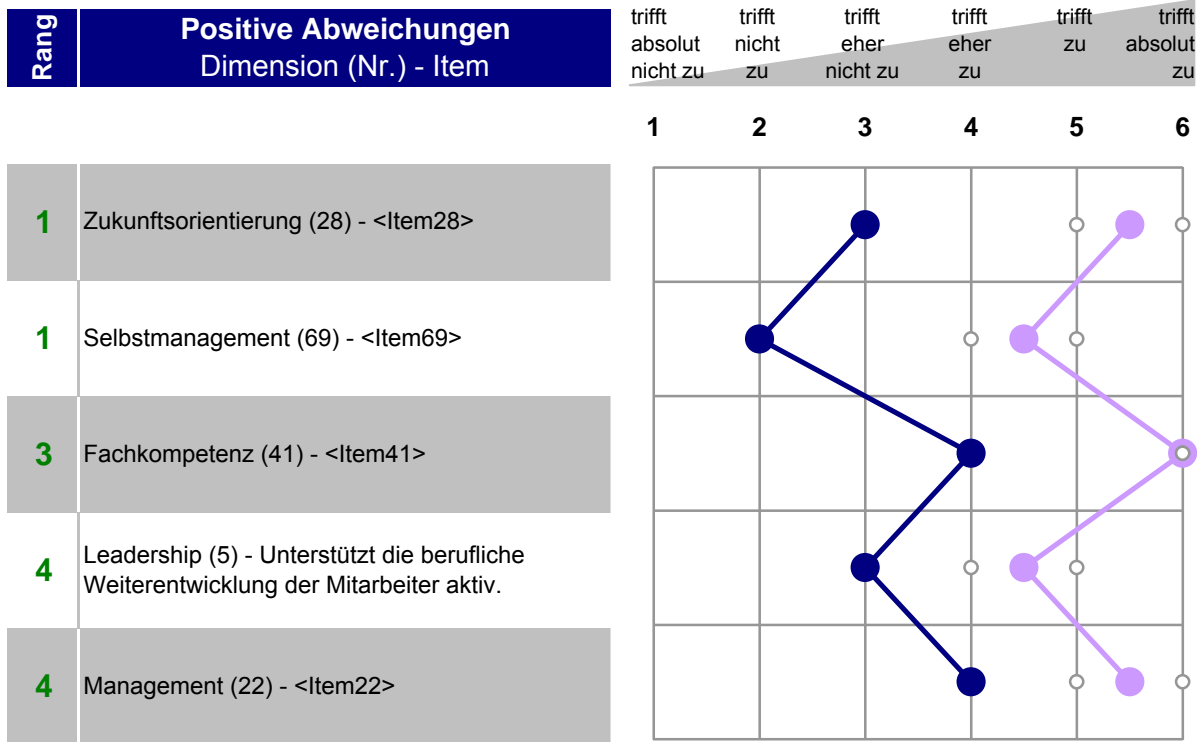 Rang
Positive Abweichungen
Dimension (Nr.) - Item
trifft absolut nicht zu
trifft nicht zu
trifft eher nicht zu
trifft eher zu
trifft zu
trifft absolut zu
1 2 3 4 5 6
1 Zukunftsorientierung (28) - <Item28>
1 Selbstmanagement (69) - <Item69>
3 Fachkompetenz (41) - <Item41>
4 Leadership (5) - Unterstützt die berufliche
Weiterentwicklung der Mitarbeiter aktiv.
4 Management (22) - <Item22>